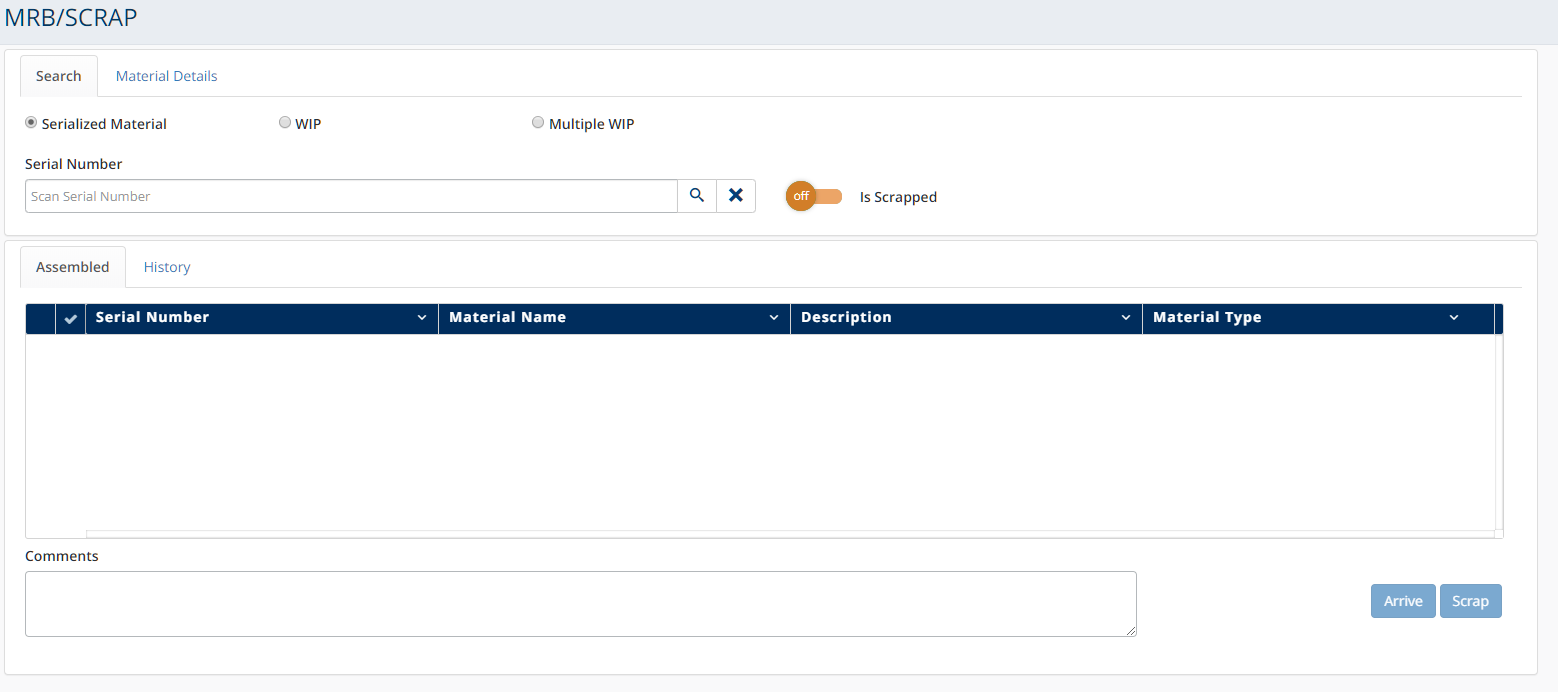 MRB/SCRAP
Search Material Details
Serialized Material WIP Multiple WIP
Serial Number
Scan Serial Number off Is Scrapped
Assembled History
Serial Number Material Name Description Material Type
Comments
Arrive Scrap